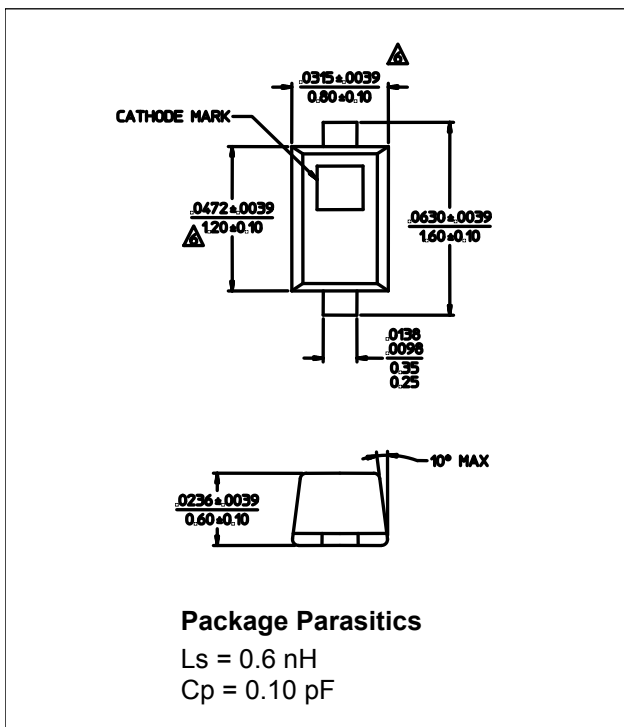 6
.0315±.0039
0.80±0.10
CATHODE MARK
.0472±.0039
1.20±0.10
6
.0630±.0039
1.60±0.10
.0138
.0098
0.35
0.25
10° MAX
.0236±.0039
0.60±0.10
Package Parasitics
Ls = 0.6 nH
Cp = 0.10 pF